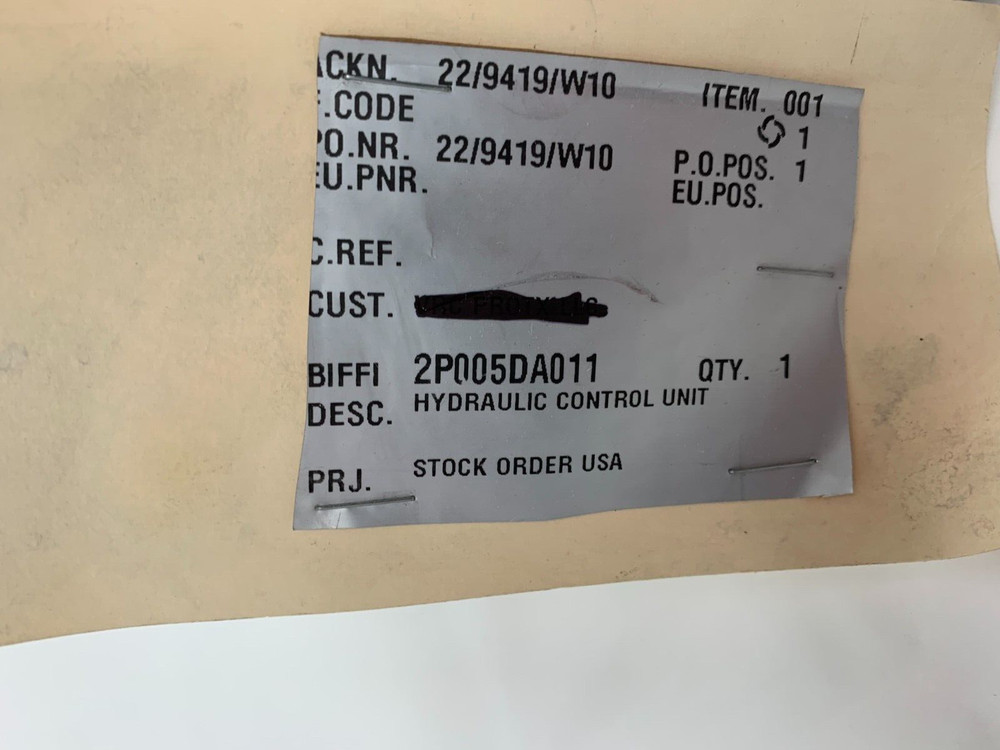 ACKN. 22/9419/W10 ITEM. 001
.CODE 1
PO.NR. 22/9419/W10 P.O.POS. 1
EU.PNR. EU.POS.
C.REF.
CUST.
BIFFI 2P005DA011 QTY. 1
DESC. HYDRAULIC CONTROL UNIT
PRJ. STOCK ORDER USA